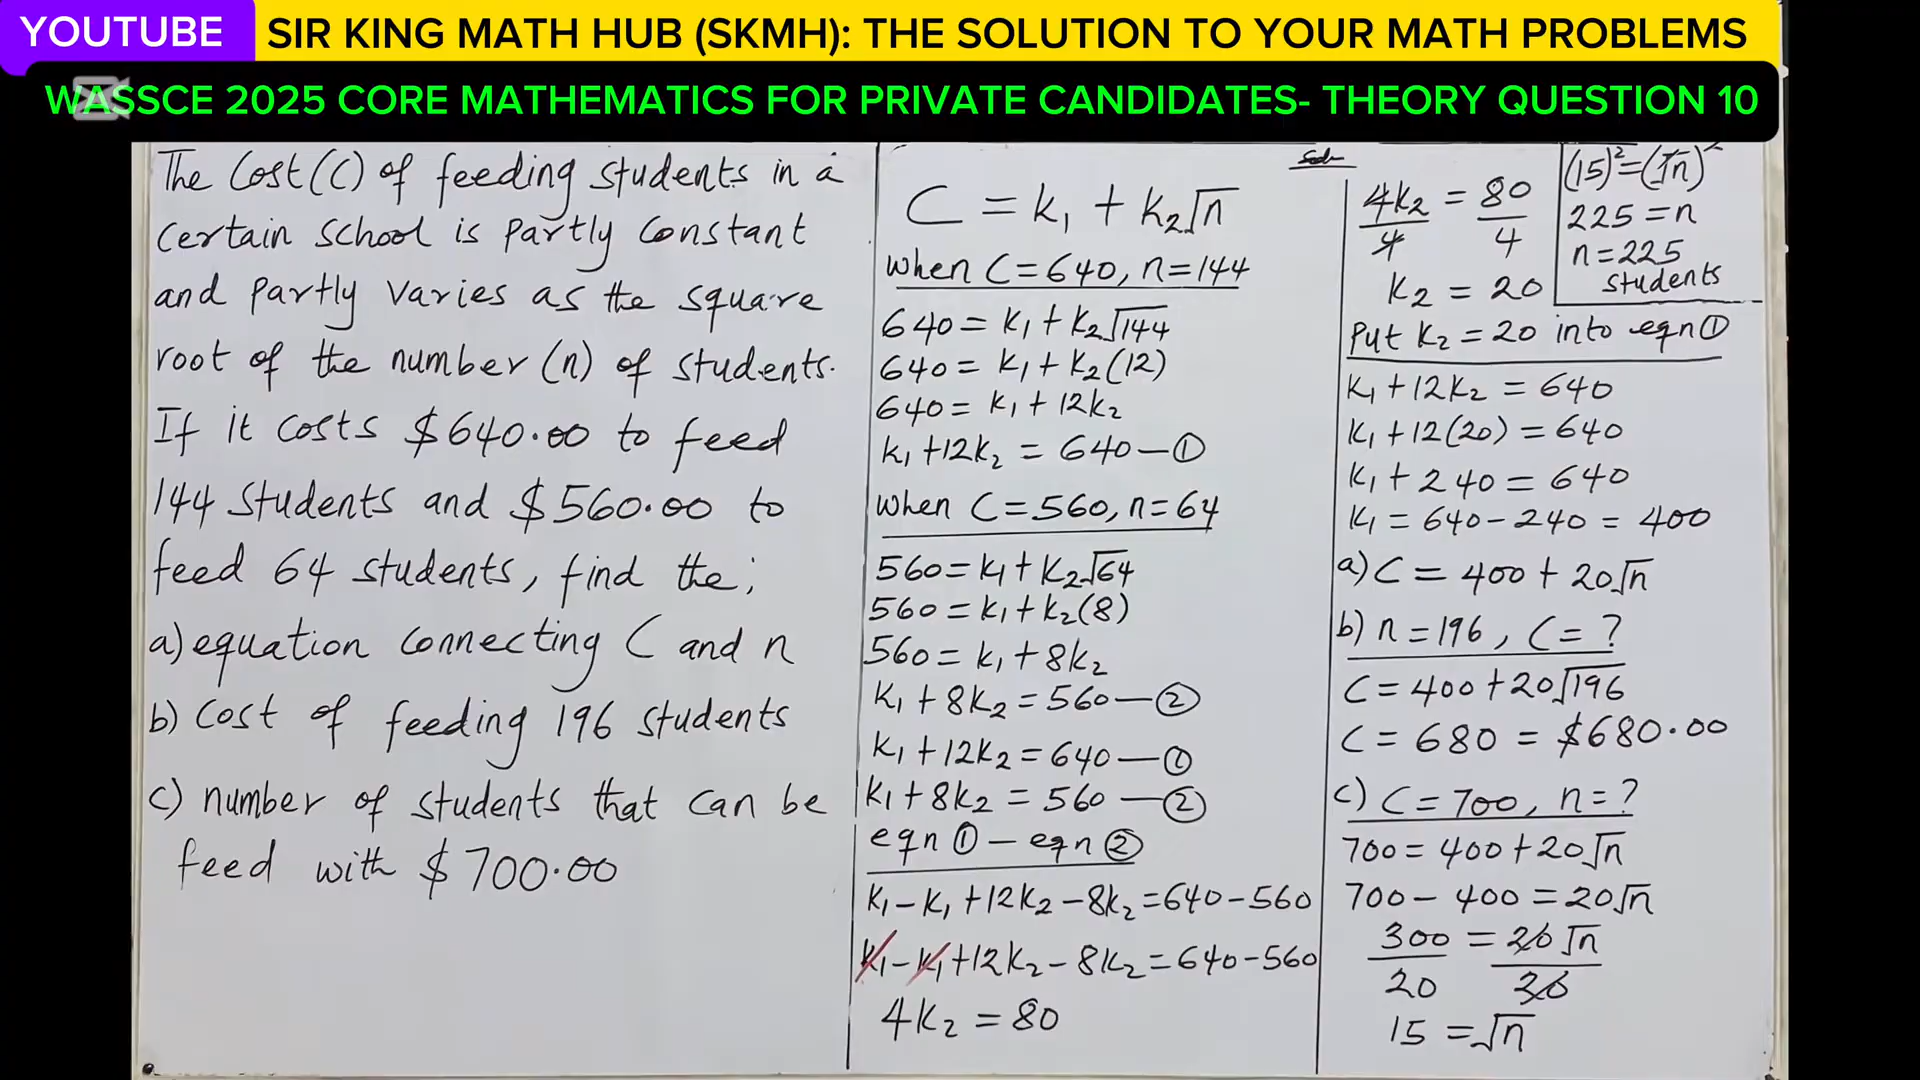 YOUTUBE
SIR KING MATH HUB (SKMH): THE SOLUTION TO YOUR MATH PROBLEMS
WASSCE 2025 CORE MATHEMATICS FOR PRIVATE CANDIDATES- THEORY QUESTION 10
The Cost (C) of feeding students in a
certain school is partly constant
and partly varies as the square
root of the number (n) of students.
If it costs $640.00 to feed
144 students and $560.00 to
feed 64 students, find the;
a) equation connecting C and n
b) Cost of feeding 196 students
c) number of students that can be
feed with $700.00
Soln
C = k₁ + k₂√n
when C=640, n=144
640 = k₁ + k₂√144
640 = k₁ + k₂(12)
640 = k₁ + 12k₂
k₁ + 12k₂ = 640 — ①
when C=560, n=64
560 = k₁ + k₂√64
560 = k₁ + k₂(8)
560 = k₁ + 8k₂
k₁ + 8k₂ = 560 — ②
k₁ + 12k₂ = 640 — ①
k₁ + 8k₂ = 560 — ②
eqn ① — eqn ②
k₁ – k₁ + 12k₂ – 8k₂ = 640 – 560
k₁ – k₁ + 12k₂ – 8k₂ = 640 – 560
4k₂ = 80
4k₂ = 80
4 4
k₂ = 20
put k₂ = 20 into eqn ①
k₁ + 12k₂ = 640
k₁ + 12(20) = 640
k₁ + 240 = 640
k₁ = 640 – 240 = 400
a) C = 400 + 20√n
b) n = 196, C = ?
C = 400 + 20√196
C = 680 = $680.00
c) C = 700, n = ?
700 = 400 + 20√n
700 – 400 = 20√n
300 = 20√n
20 20
15 = √n
(15)² = (√n)²
225 = n
n = 225
students